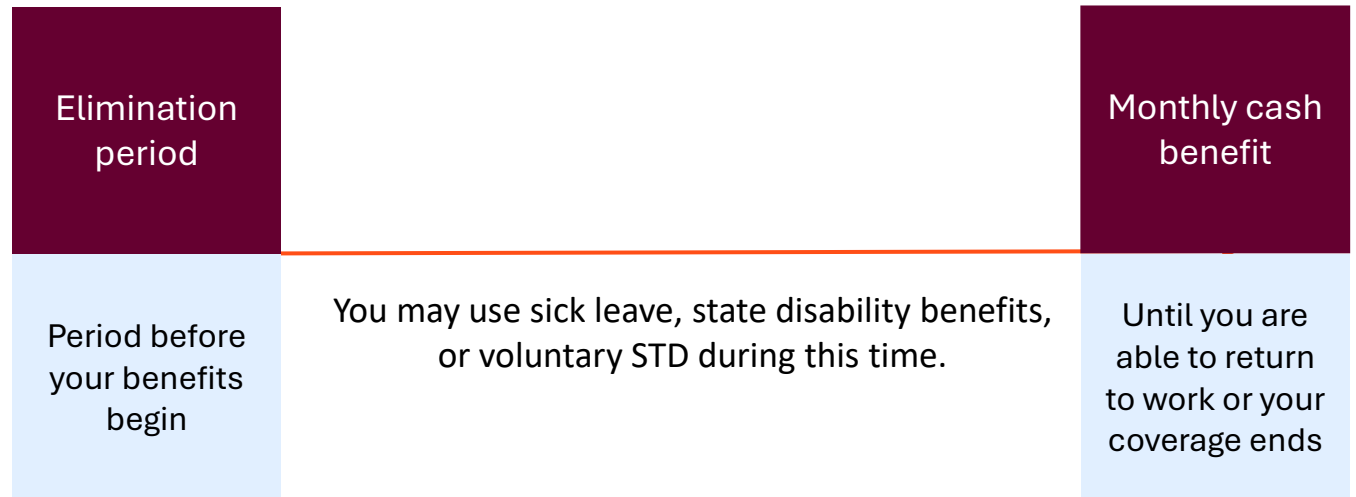 Elimination
period
Monthly cash
benefit
Period before
your benefits
begin
You may use sick leave, state disability benefits,
or voluntary STD during this time.
Until you are
able to return
to work or your
coverage ends